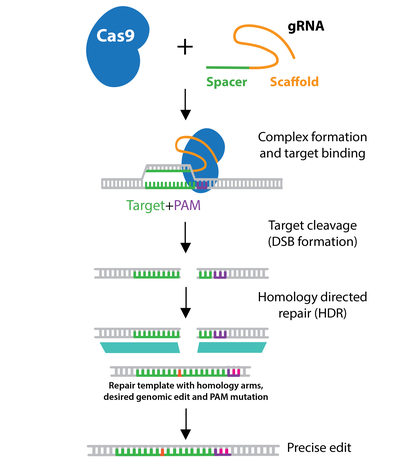 Cas9
+
gRNA
Spacer
Scaffold
Complex formation
and target binding
Target+PAM
Target cleavage
(DSB formation)
Homology directed
repair (HDR)
Repair template with homology arms,
desired genomic edit and PAM mutation
Precise edit